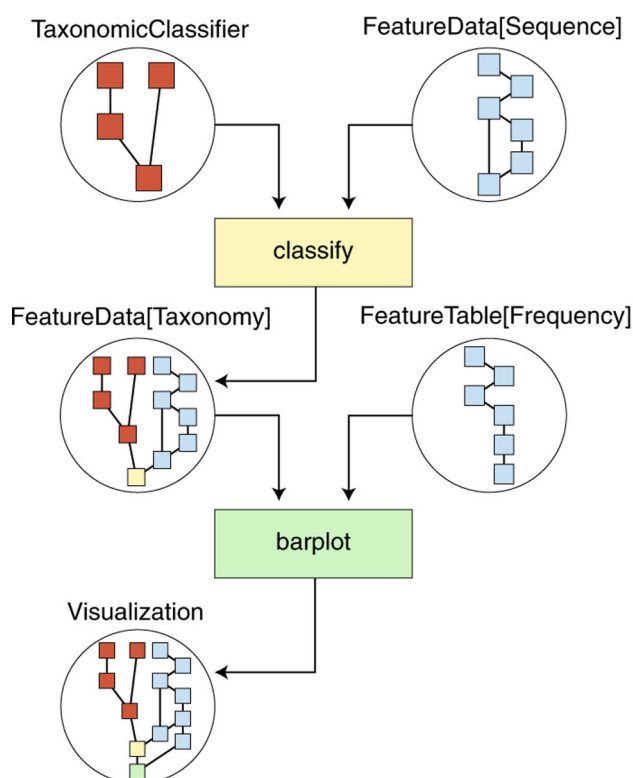 TaxonomicClassifier
FeatureData[Sequence]
classify
FeatureData[Taxonomy]
FeatureTable[Frequency]
barplot
Visualization